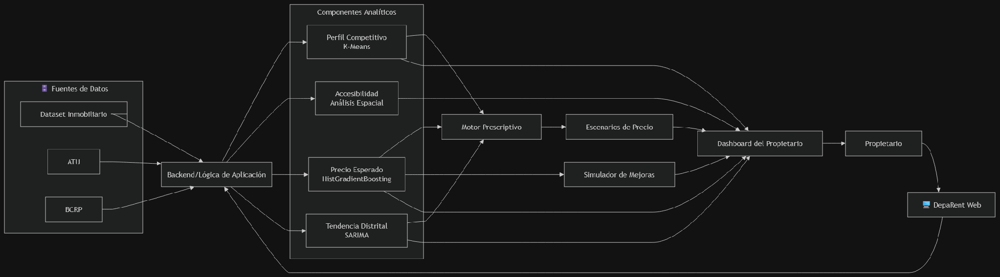 Componentes Analíticos
Perfil Competitivo
K-Means
Fuentes de Datos
Accesibilidad
Análisis Espacial
Dataset Inmobiliario
Motor Prescriptivo
Escenarios de Precio
Dashboard del Propietario
Propietario
ATU
Backend/Lógica de Aplicación
Precio Esperado
HistGradientBoosting
Simulador de Mejoras
BCRP
DepaRent Web
Tendencia Distrital
SARIMA